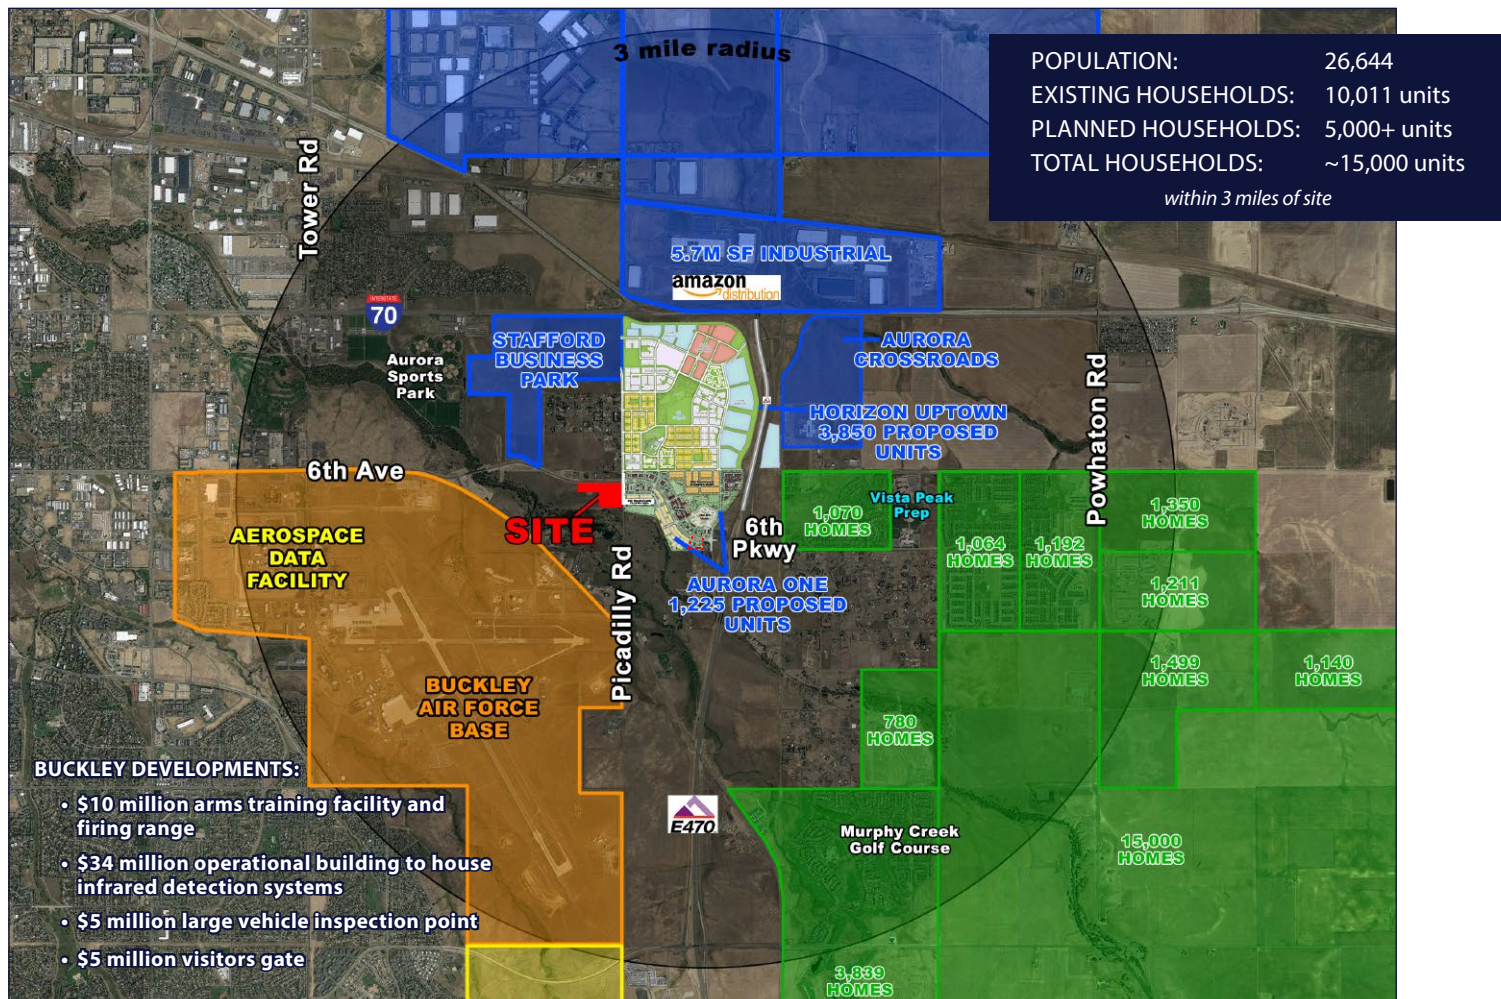 3 mile radius
POPULATION: 26,644
EXISTING HOUSEHOLDS: 10,011 units
PLANNED HOUSEHOLDS: 5,000+ units
TOTAL HOUSEHOLDS: ~15,000 units
within 3 miles of site
Tower Rd
5.7M SF INDUSTRIAL
amazon
distribution
INTERSTATE
70
STAFFORD
BUSINESS
PARK
Aurora
Sports
Park
AURORA
CROSSROADS
Powhaton Rd
HORIZON UPTOWN
3,850 PROPOSED
UNITS
6th Ave
SITE
AEROSPACE
DATA
FACILITY
6th
Pkwy
1,070
HOMES
Vista Peak
Prep
1,064
HOMES
1,192
HOMES
1,350
HOMES
1,211
HOMES
Picadilly Rd
AURORA ONE
1,225 PROPOSED
UNITS
1,499
HOMES
1,140
HOMES
BUCKLEY
AIR FORCE
BASE
780
HOMES
BUCKLEY DEVELOPMENTS:
• $10 million arms training facility and
firing range
• $34 million operational building to house
infrared detection systems
• $5 million large vehicle inspection point
• $5 million visitors gate
E470
Murphy Creek
Golf Course
15,000
HOMES
3,839
HOMES